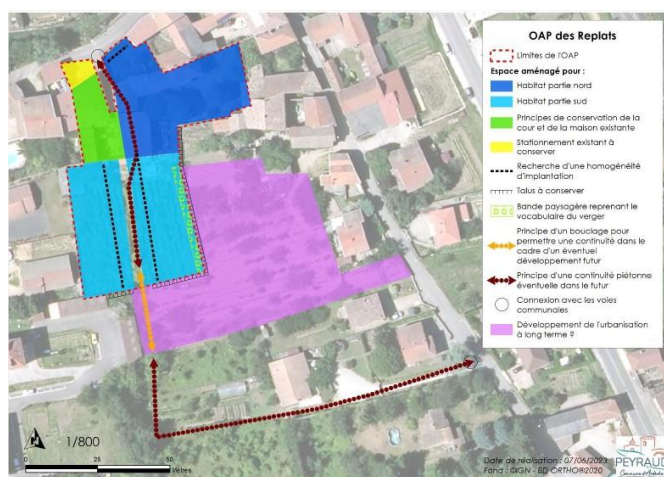 OAP des Replats
Limites de l'OAP
Espace aménagé pour :
Habitat partie nord
Habitat partie sud
Principes de conservation de la
cour et de la maison existante
Stationnement existant à
conserver
Recherche d'une homogénéité
d'implantation
Talus à conserver
Bande paysagère reprenant le
vocabulaire du verger
Principe d'un bouclage pour
permettre une continuité dans le
cadre d'un éventuel
développement futur
Principe d'une continuité piétonne
éventuelle dans le futur
Connexion avec les voies
communales
Développement de l'urbanisation
à long terme ?
1/800
0 25 50
Mètres
Date de réalisation : 07/06/2023
Fond : ©IGN - BD ORTHO®2020
PEYRAUD